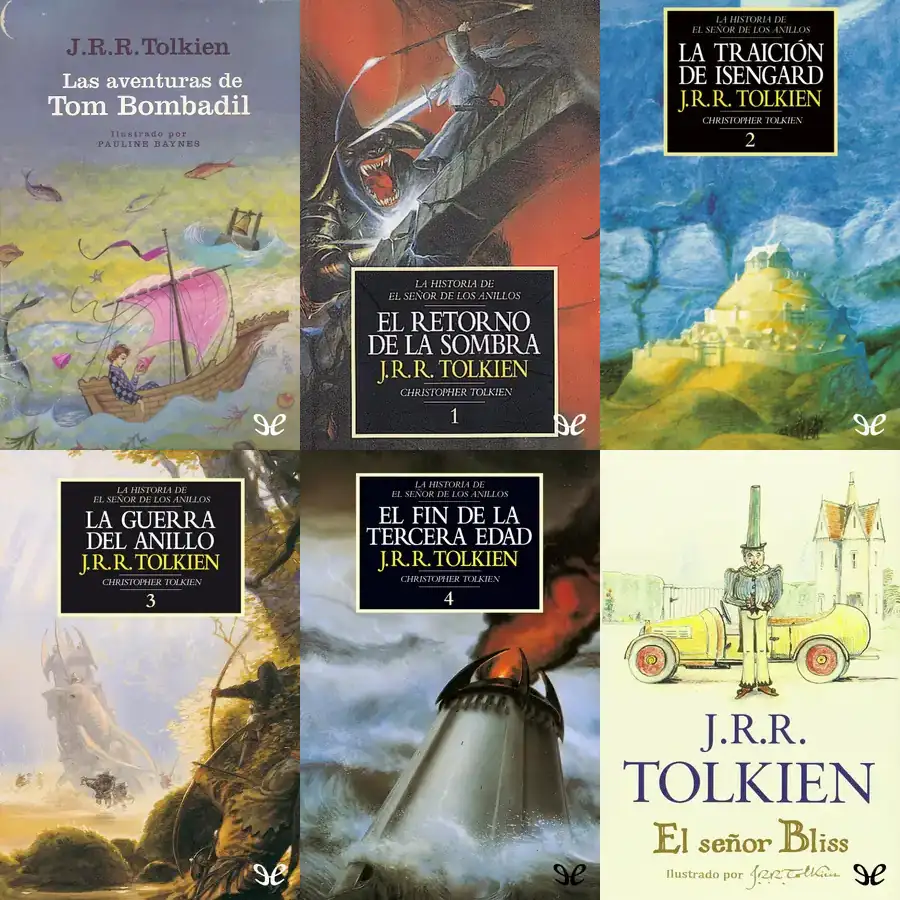 J.R.R.Tolkien
Las aventuras de
Tom Bombadil
Ilustrado por
PAULINE BAYNES
LA HISTORIA DE
EL SEÑOR DE LOS ANILLOS
EL RETORNO
DE LA SOMBRA
J.R.R. TOLKIEN
CHRISTOPHER TOLKIEN
1
LA HISTORIA DE
EL SEÑOR DE LOS ANILLOS
LA TRAICIÓN
DE ISENGARD
J.R.R. TOLKIEN
CHRISTOPHER TOLKIEN
2
LA HISTORIA DE
EL SEÑOR DE LOS ANILLOS
LA GUERRA
DEL ANILLO
J.R.R. TOLKIEN
CHRISTOPHER TOLKIEN
3
LA HISTORIA DE
EL SEÑOR DE LOS ANILLOS
EL FIN DE LA
TERCERA EDAD
J.R.R. TOLKIEN
CHRISTOPHER TOLKIEN
4
J.R.R.
TOLKIEN
El señor Bliss
Ilustrado por J.R.R. Tolkien